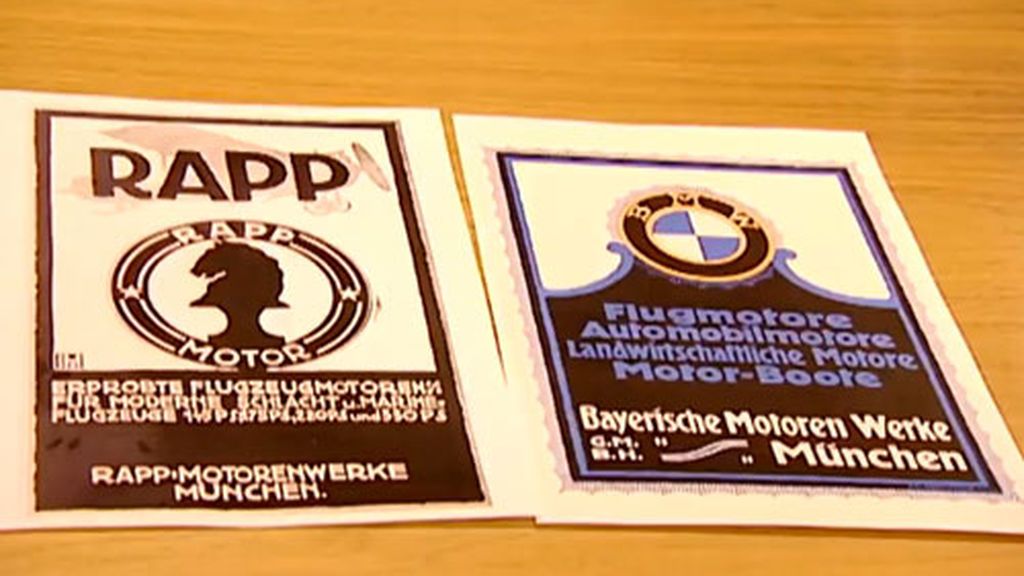 RAPP
RAPP
MOTOR
ERPROBTE FLUGZEUGMOTOREN
FÜR MODERNE SCHLACHT u. MARINE-
FLUGZEUGE
RAPP·MOTORENWERKE
MÜNCHEN.
BMW
Flugmotore
Automobilmotore
Landwirtschaftliche Motore
Motor-Boote
Bayerische Motoren Werke
G.M. "
B.H. " München